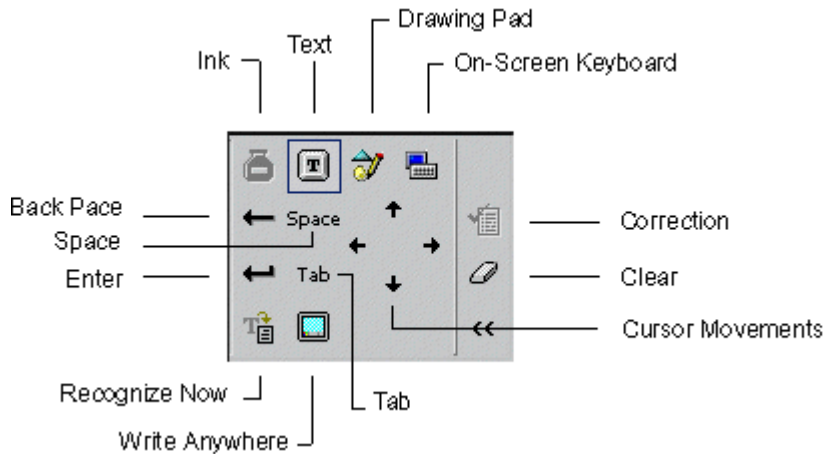 Drawing Pad
Text
Ink
On-Screen Keyboard
T
Back Pace
Space
Correction
Space
Enter
Tab
Clear
T
Cursor Movements
Recognize Now
Tab
Write Anywhere